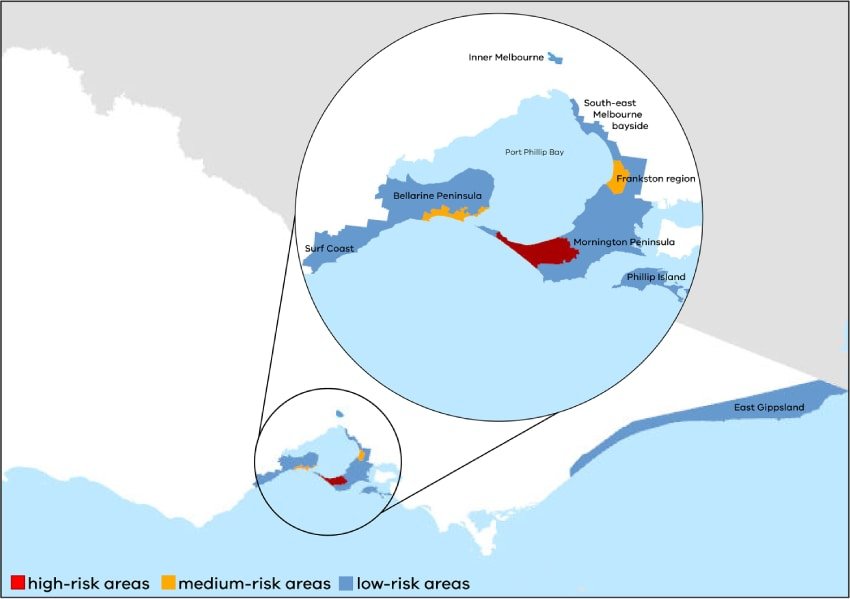 Inner Melbourne
South-east
Melbourne
bayside
Port Phillip Bay
Frankston region
Bellarine Peninsula
Surf Coast
Mornington Peninsula
Phillip Island
East Gippsland
high-risk areas
medium-risk areas
low-risk areas